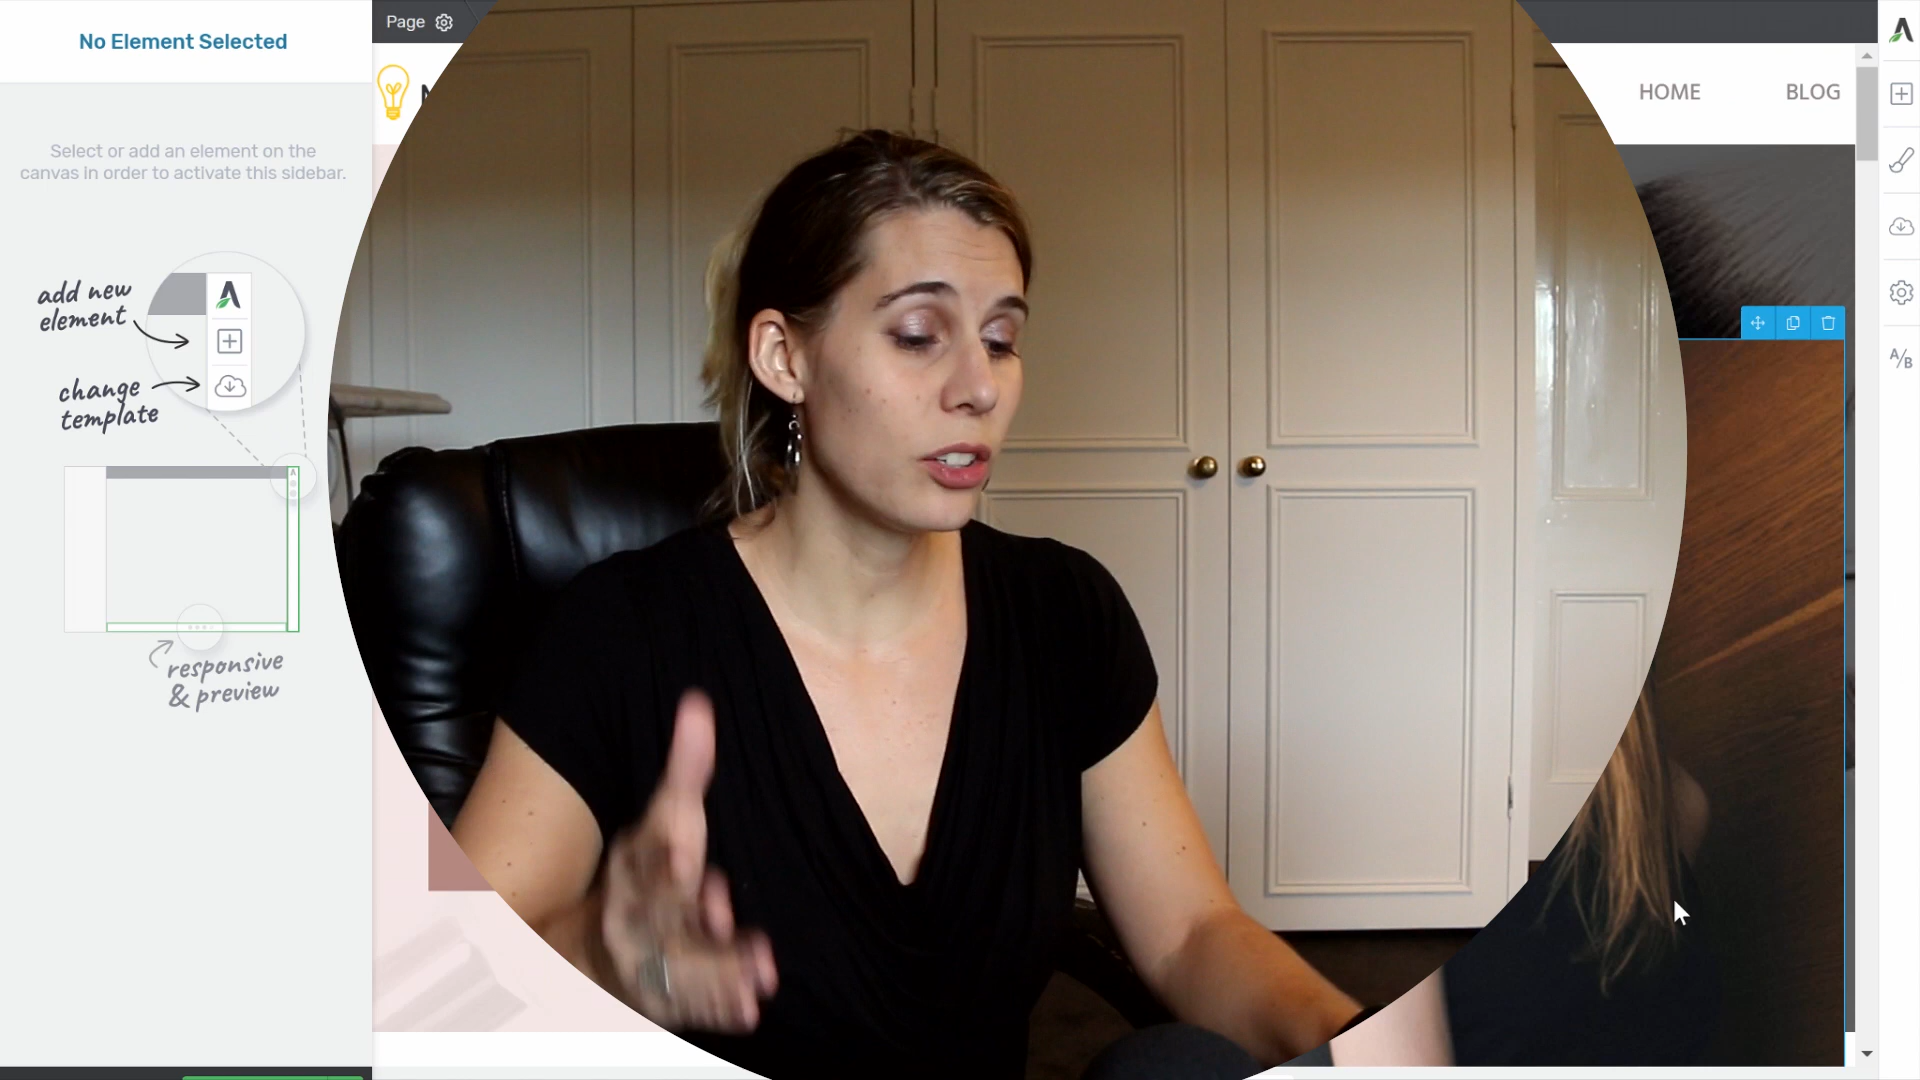 No Element Selected
Page
HOME
BLOG
Select or add an element on the
canvas in order to activate this sidebar.
add new
element
change
template
responsive
& preview
A/B